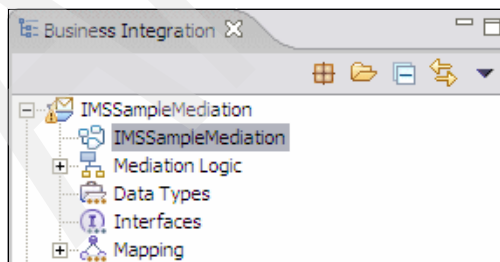 Business Integration
IMSSampleMediation
IMSSampleMediation
Mediation Logic
Data Types
Interfaces
Mapping